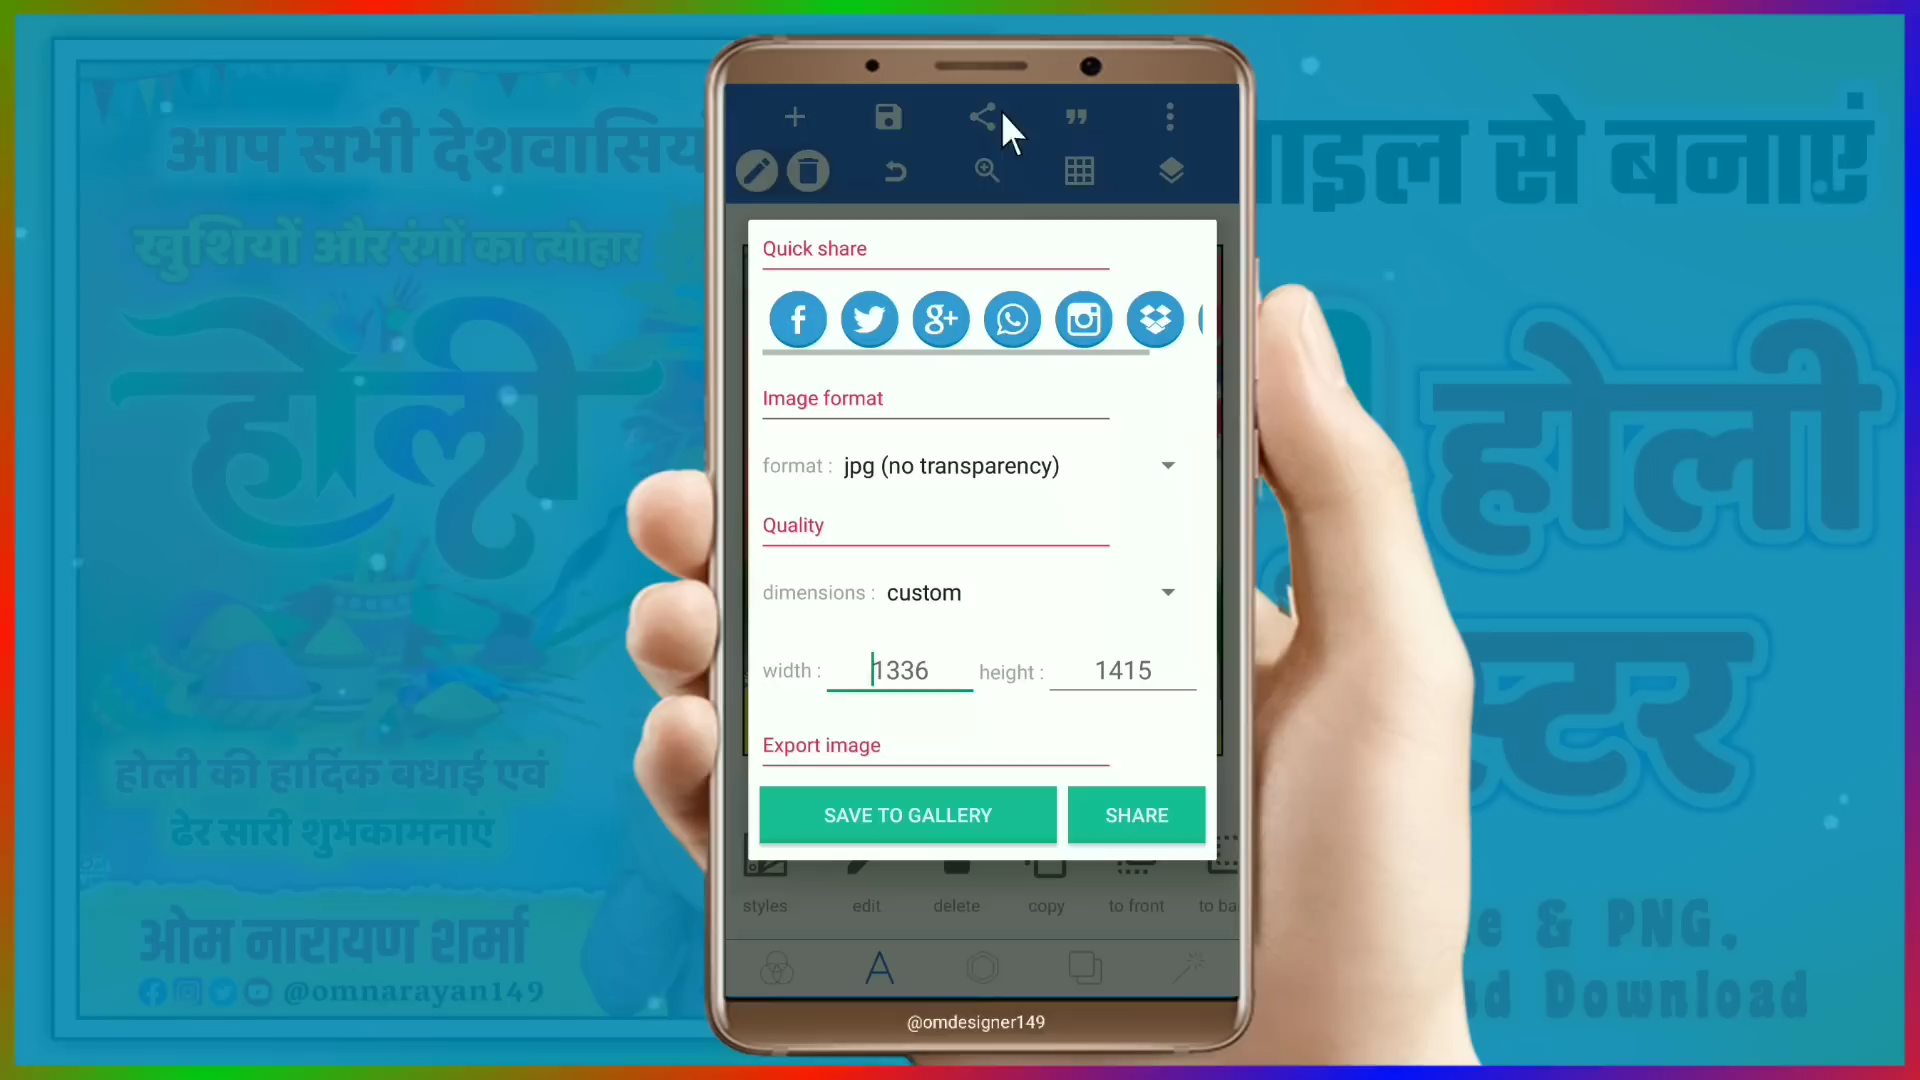 आप सभी देशवासियो
खुशियों और रंगों का त्योहार
होली
होली की हार्दिक बधाई एवं
ढेर सारी शुभकामनाएं
ओम नारायण शर्मा
@omnarayan149
Quick share
Image format
format : jpg (no transparency)
Quality
dimensions : custom
width : 1336 height : 1415
Export image
SAVE TO GALLERY SHARE
styles edit delete copy to front to ba
@omdesigner149
से बनाएं
होली
& PNG,
Download